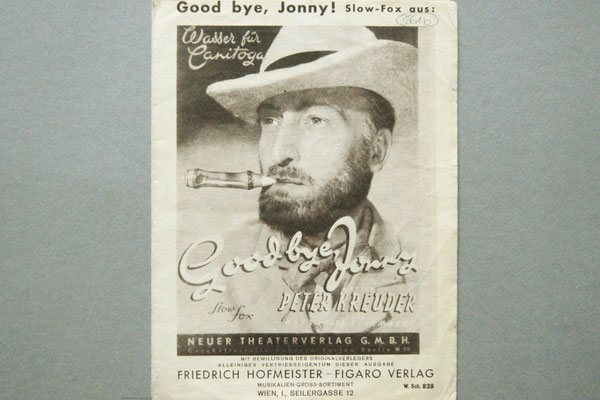 Good bye, Jonny! Slow-Fox aus:
Wasser für
Canitoga
Good bye, Jonny
Slow fox
PETER KREUDER
NEUER THEATERVERLAG G. M. B. H.
Berlin W 50
MIT BEWILLIGUNG DES ORIGINALVERLEGERS
ALLEINIGES VERTRIEBSEIGENTUM DIESER AUSGABE
FRIEDRICH HOFMEISTER – FIGARO VERLAG
MUSIKALIEN-GROSS-SORTIMENT
W. Sch. 828
WIEN, I., SEILERGASSE 12